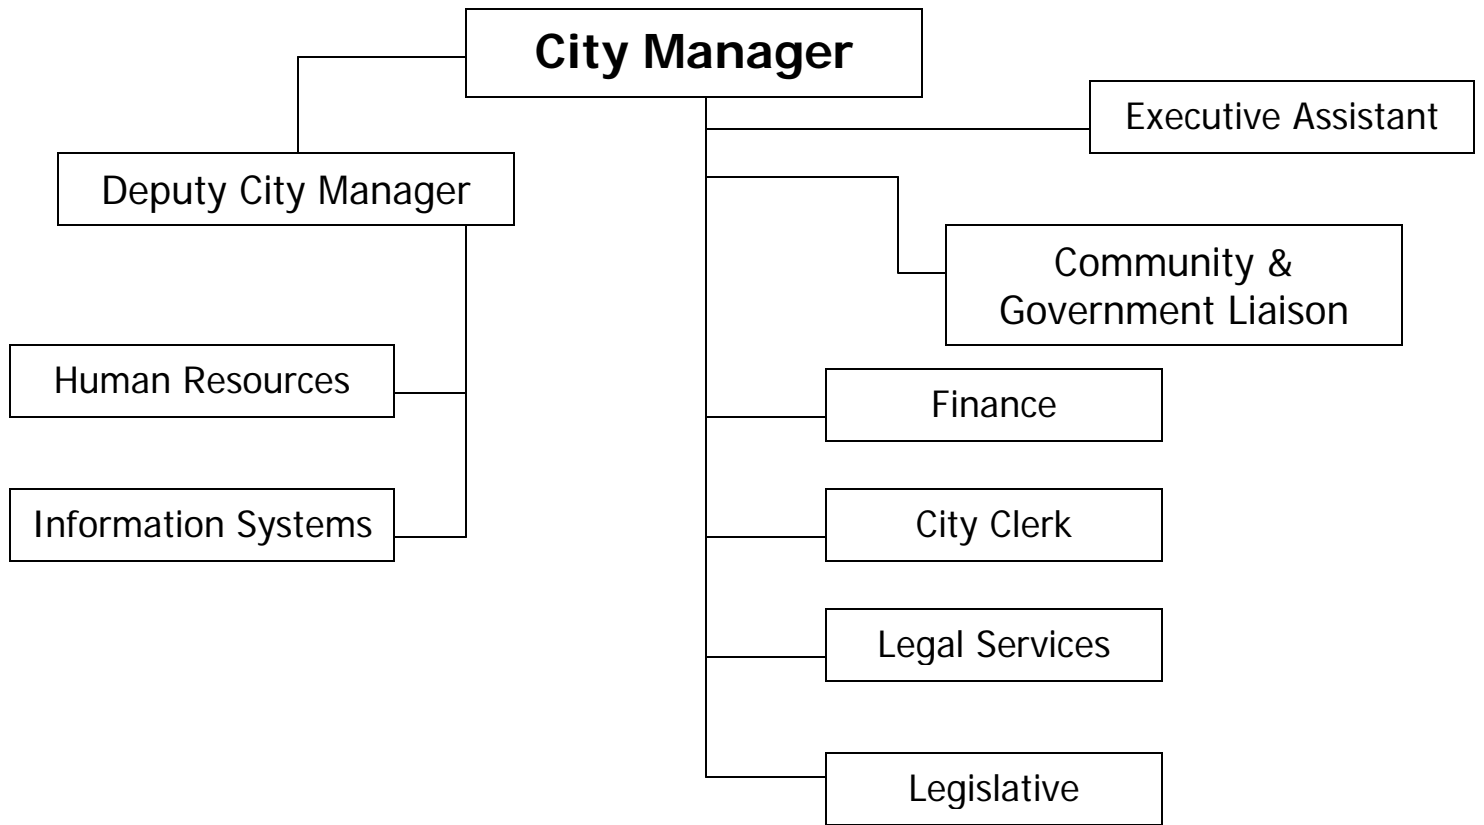 City Manager
Executive Assistant
Deputy City Manager
Community &
Government Liaison
Human Resources
Finance
Information Systems
City Clerk
Legal Services
Legislative